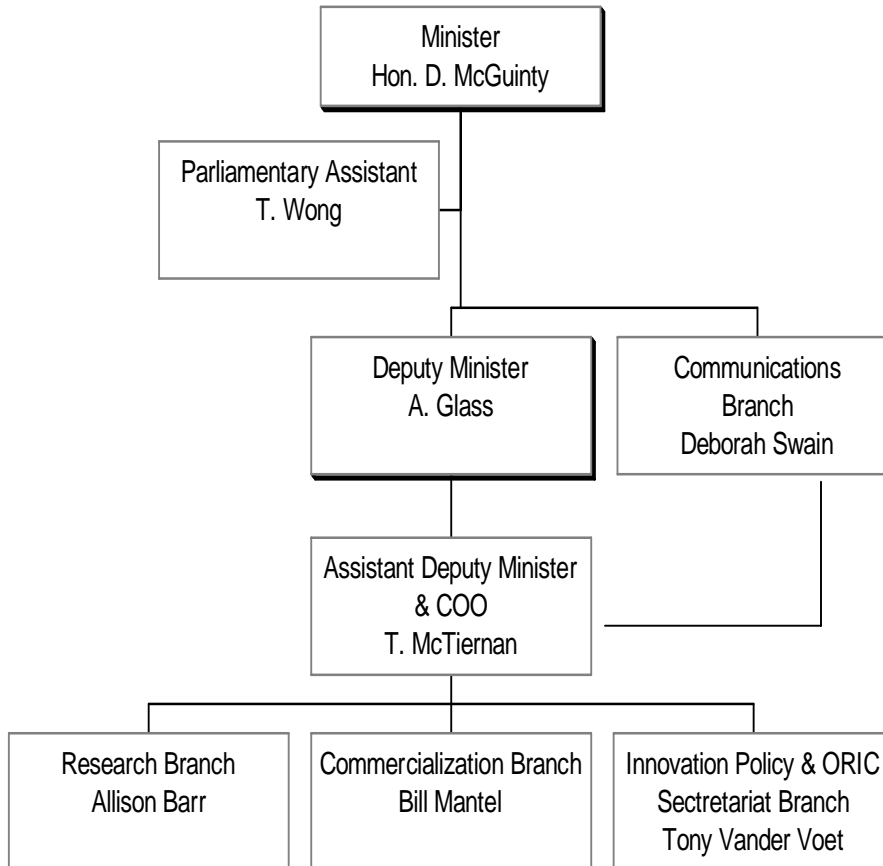 Minister
Hon. D. McGuinty
Parliamentary Assistant
T. Wong
Deputy Minister
A. Glass
Communications
Branch
Deborah Swain
Assistant Deputy Minister
& COO
T. McTiernan
Research Branch
Allison Barr
Commercialization Branch
Bill Mantel
Innovation Policy & ORIC
Sectretariat Branch
Tony Vander Voet